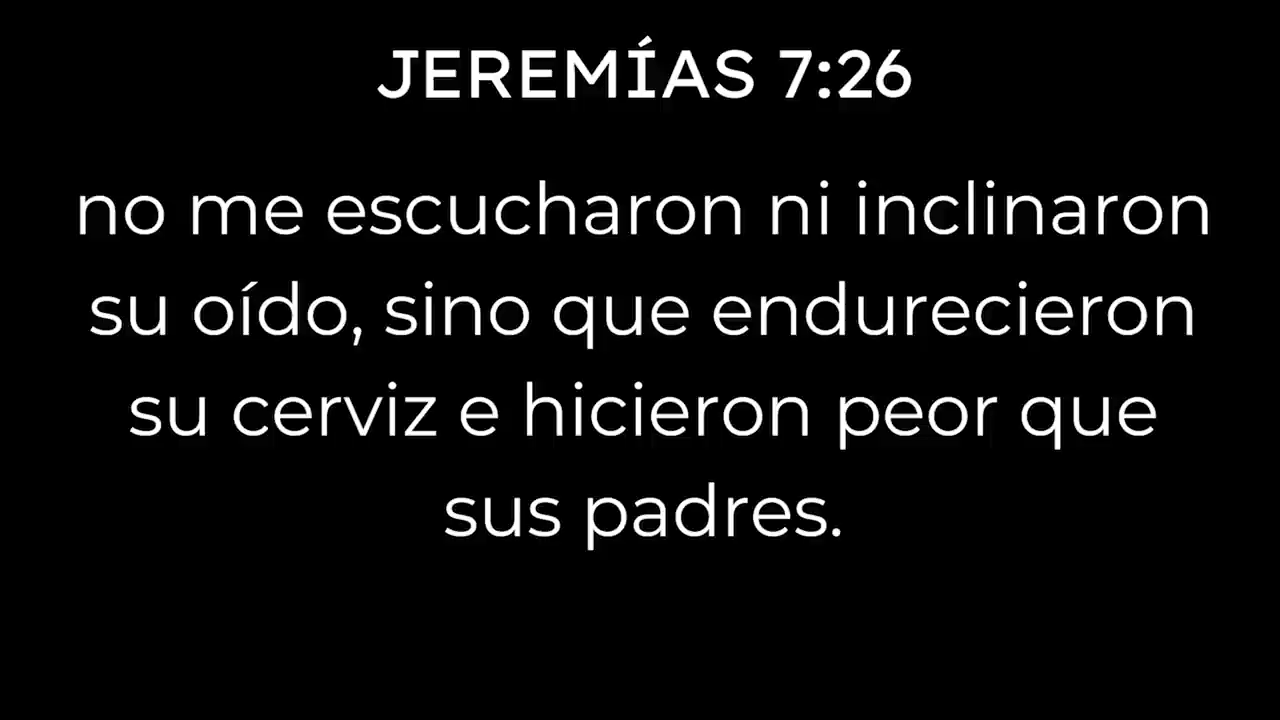 JEREMÍAS 7:26
no me escucharon ni inclinaron
su oído, sino que endurecieron
su cerviz e hicieron peor que
sus padres.